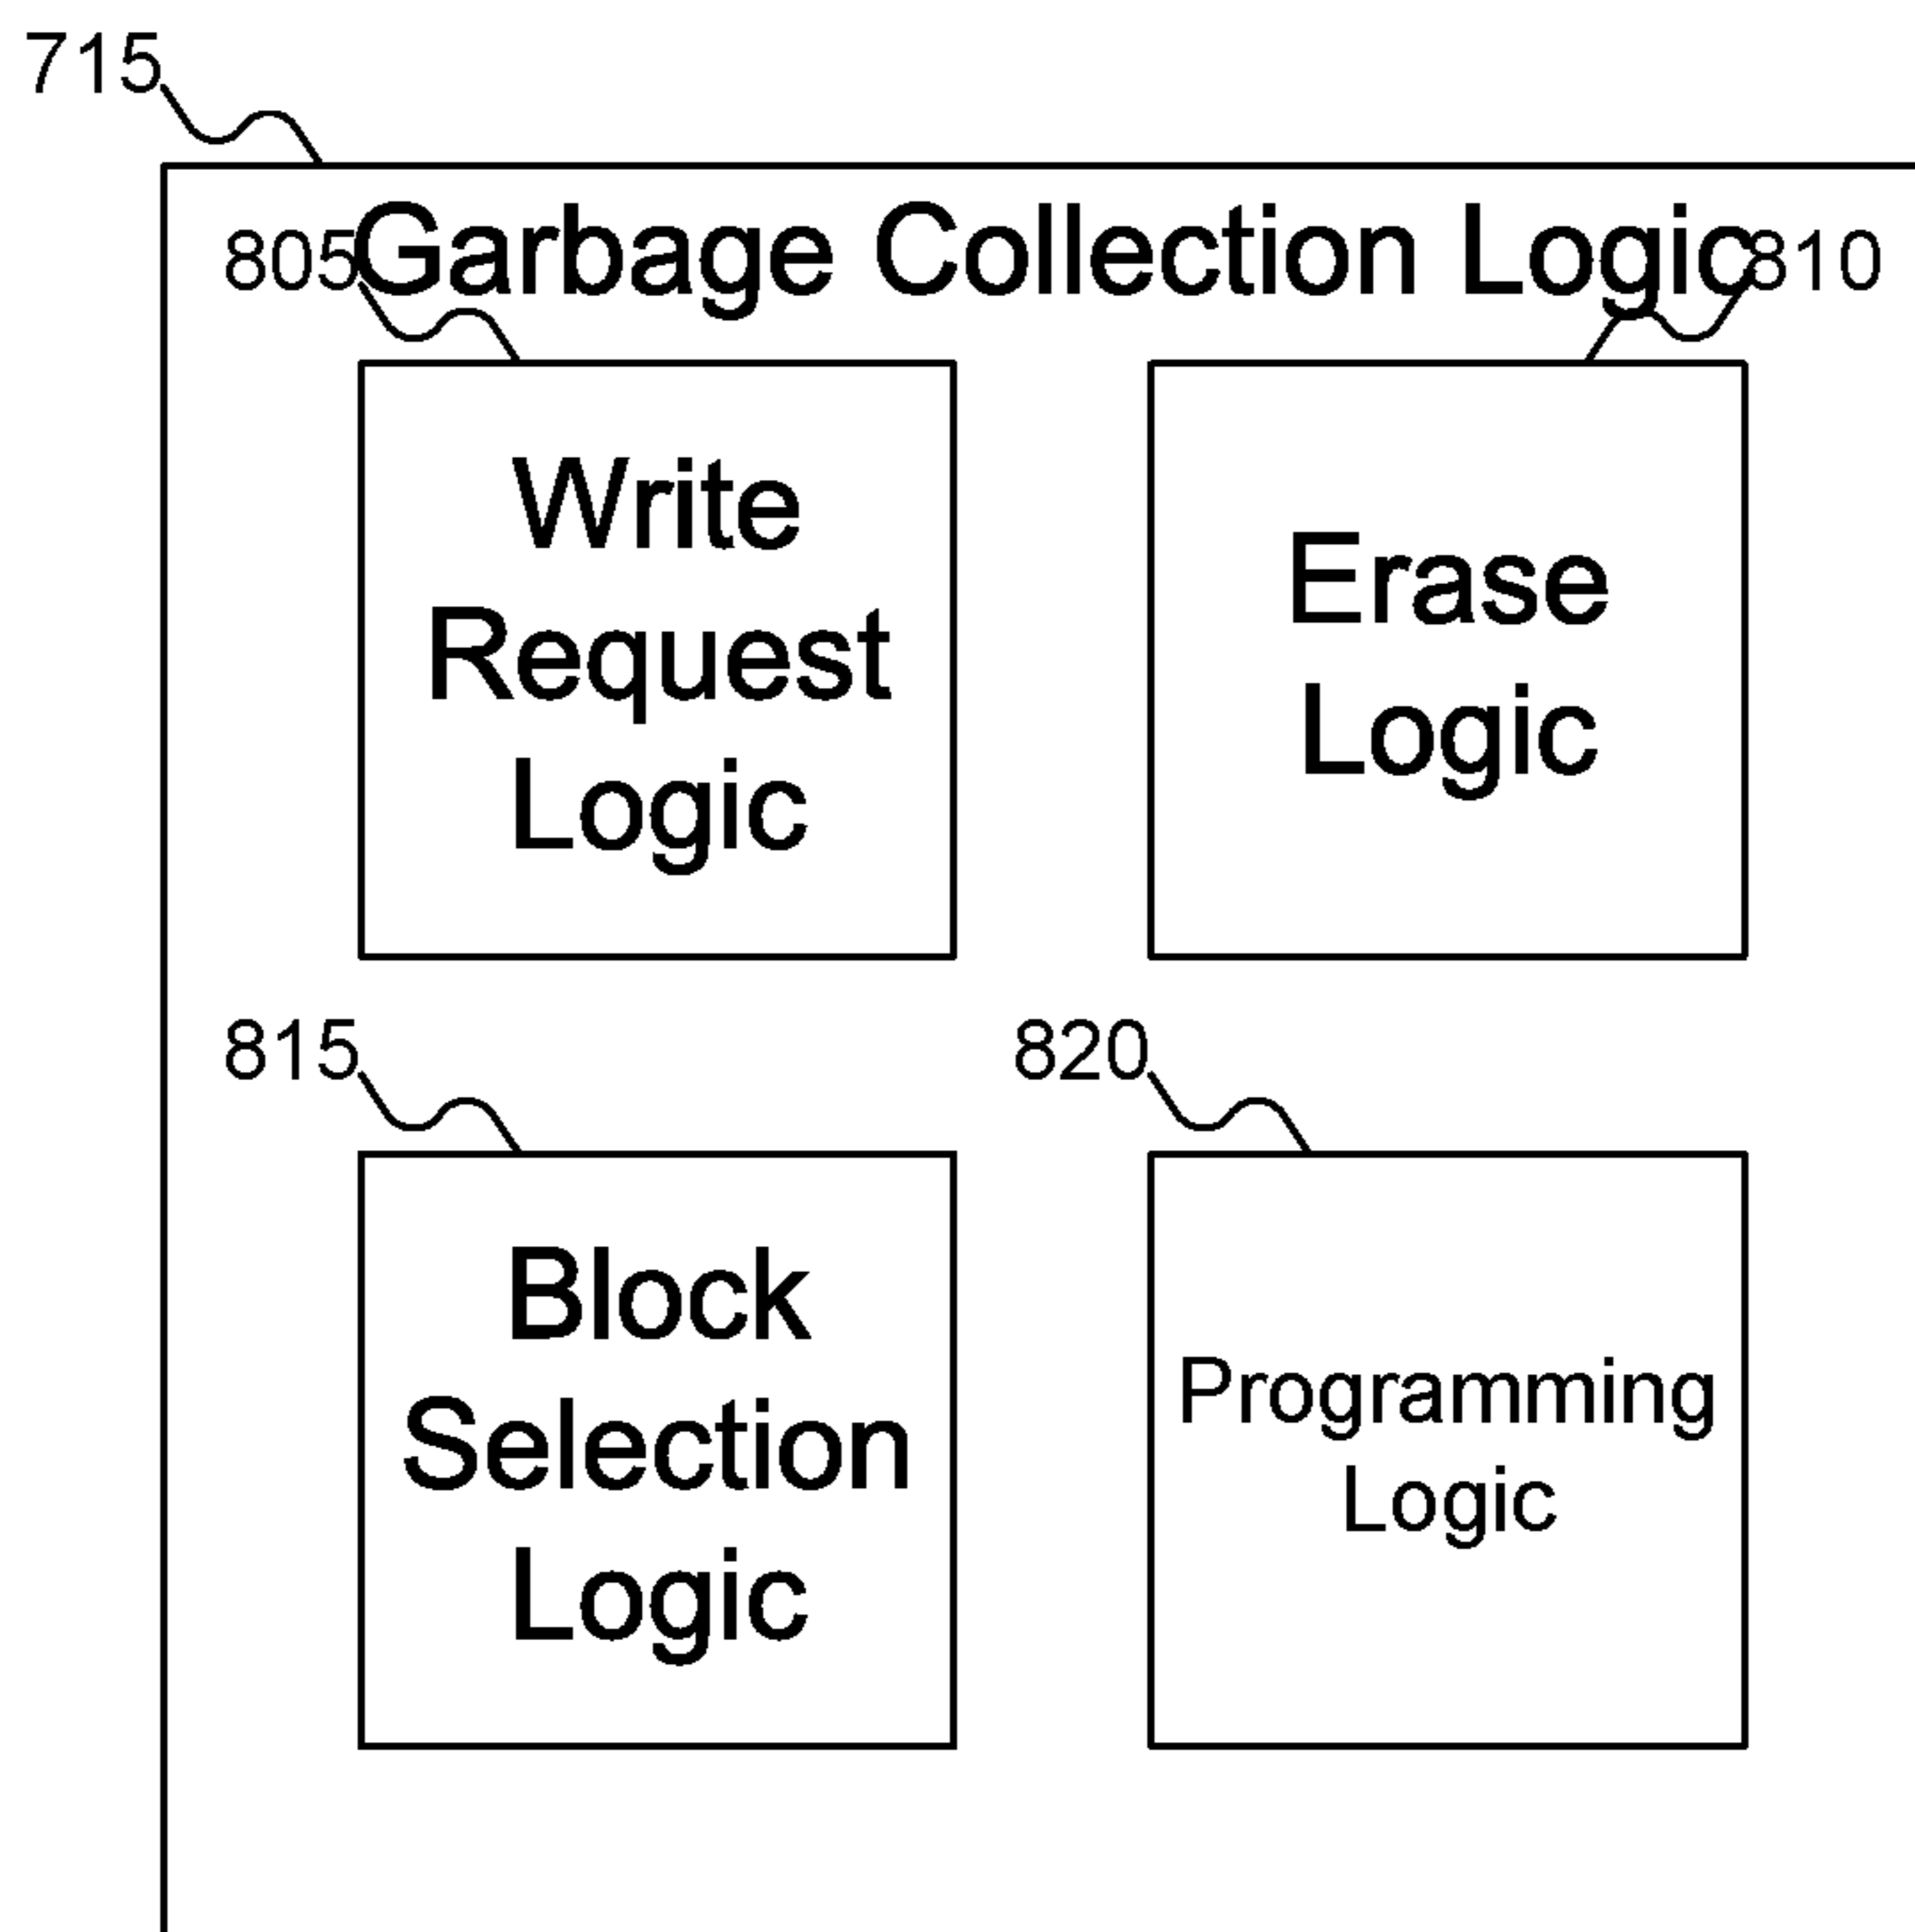 715
805 Garbage Collection Logic 810
Write
Request
Logic
Erase
Logic
815
820
Block
Selection
Logic
Programming
Logic